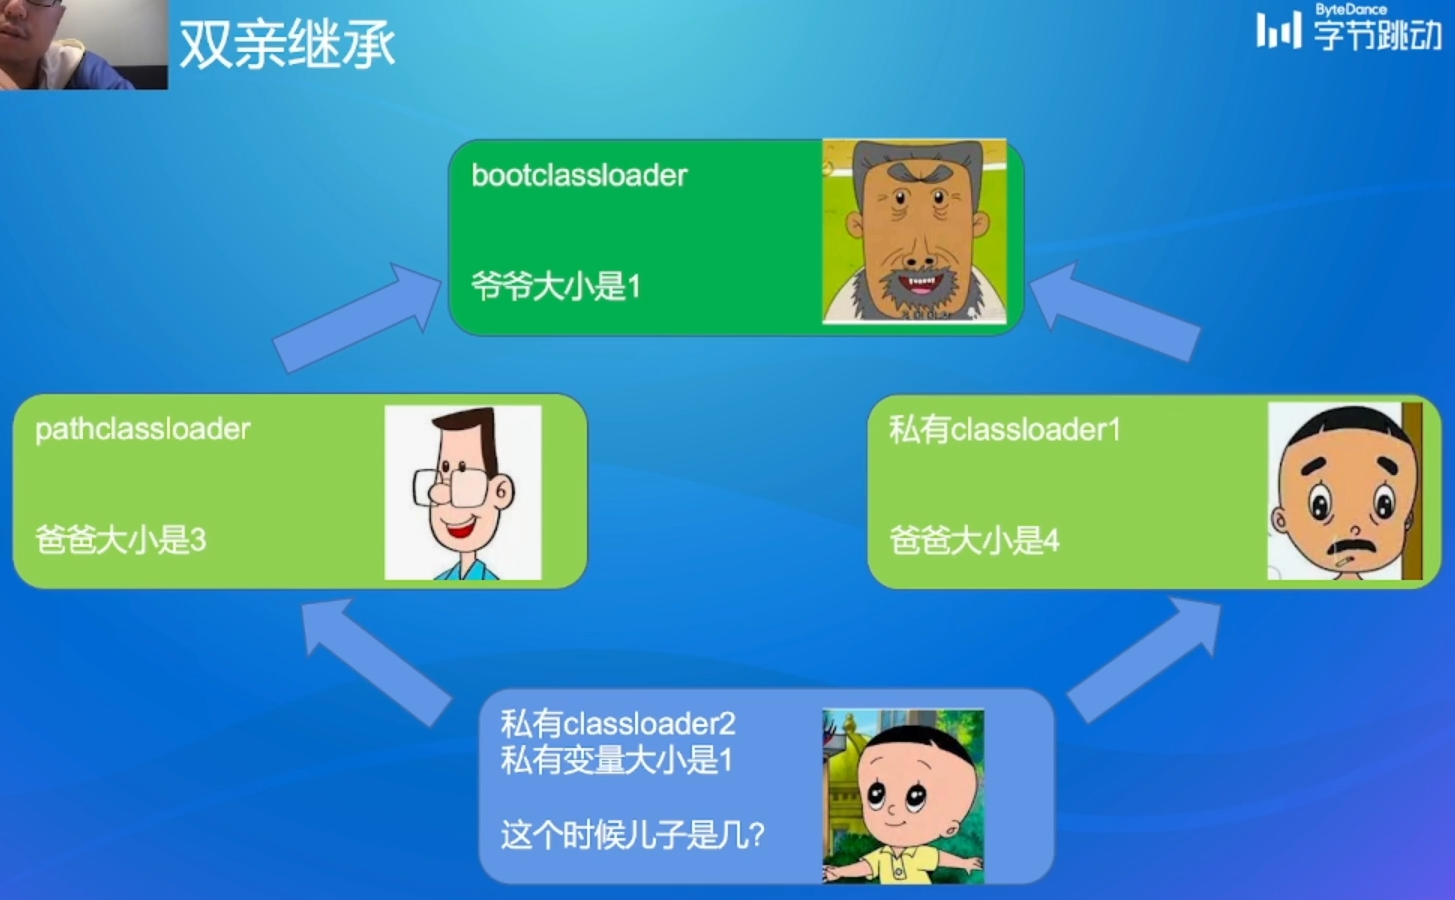 双亲继承
ByteDance
字节跳动
bootclassloader
爷爷大小是1
pathclassloader
爸爸大小是3
私有classloader1
爸爸大小是4
私有classloader2
私有变量大小是1
这个时候儿子是几?